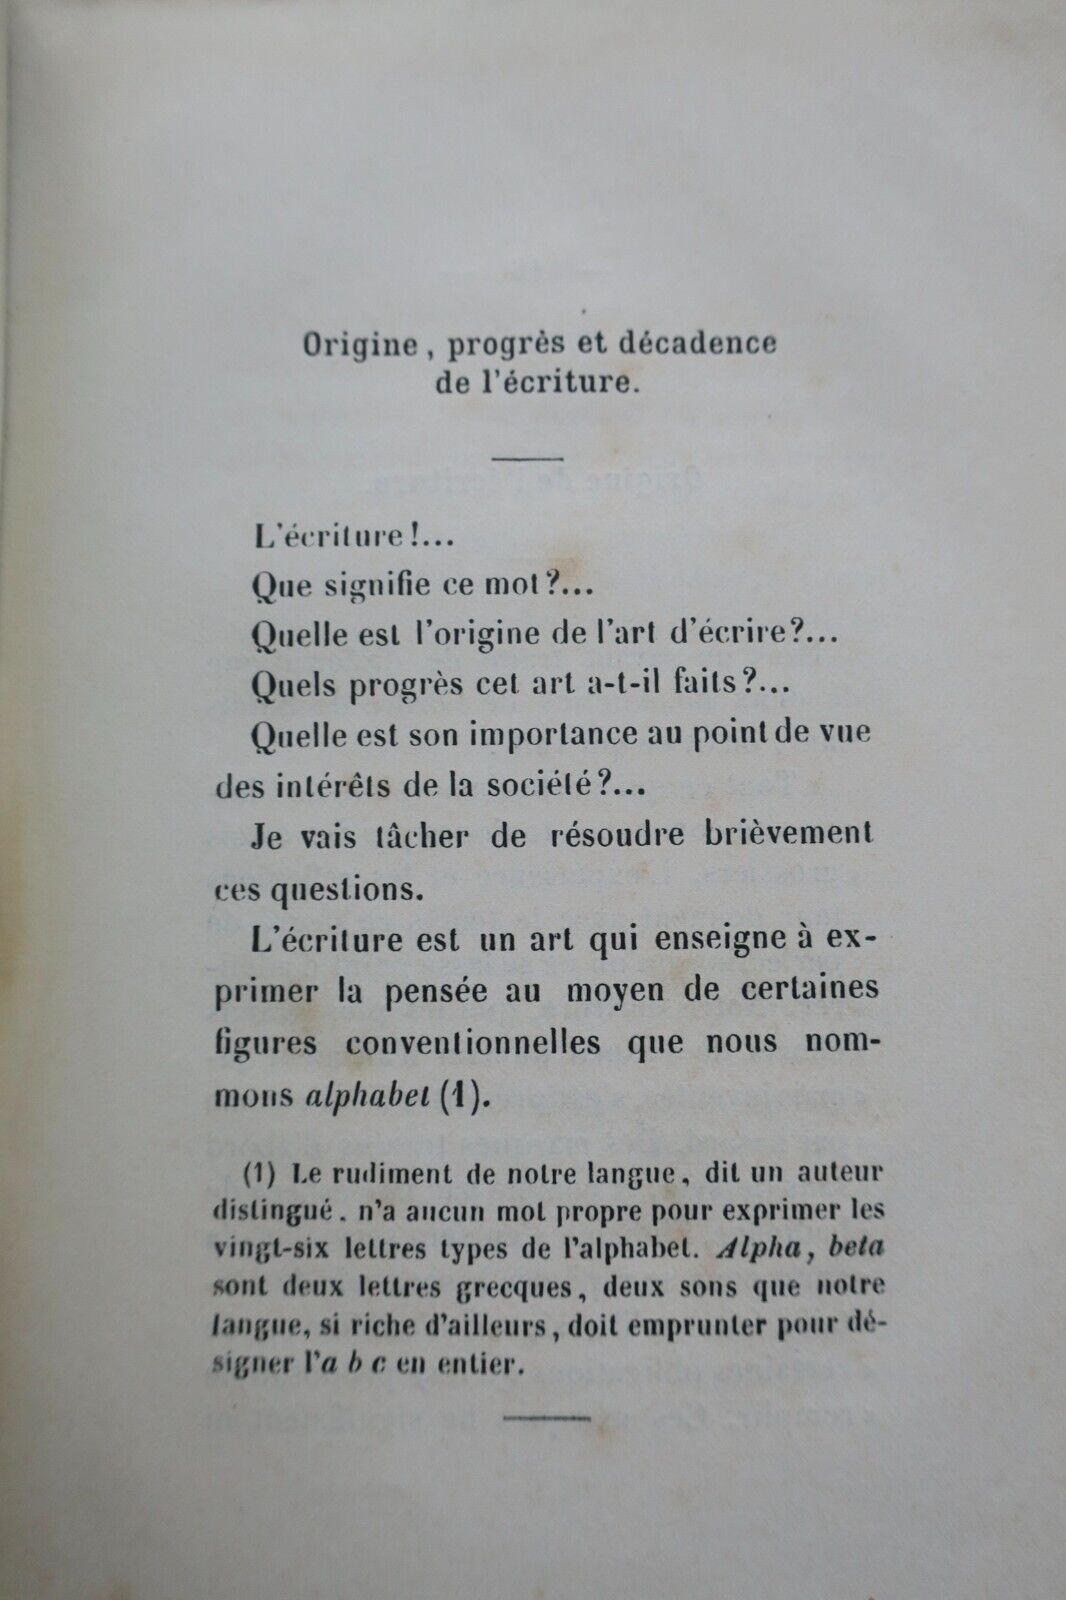 Origine, progrès et décadence
de l'écriture.
L'écriture!...
Que signifie ce mot?...
Quelle est l'origine de l'art d'écrire?...
Quels progrès cet art a-t-il faits?...
Quelle est son importance au point de vue
des intérêts de la société?...
Je vais tâcher de résoudre brièvement
ces questions.
L'écriture est un art qui enseigne à ex-
primer la pensée au moyen de certaines
figures conventionnelles que nous nom-
mons alphabet (1).
(1) Le rudiment de notre langue, dit un auteur
distingué, n'a aucun mot propre pour exprimer les
vingt-six lettres types de l'alphabet. Alpha, beta
sont deux lettres grecques, deux sons que notre
langue, si riche d'ailleurs, doit emprunter pour dé-
signer l'a b c en entier.